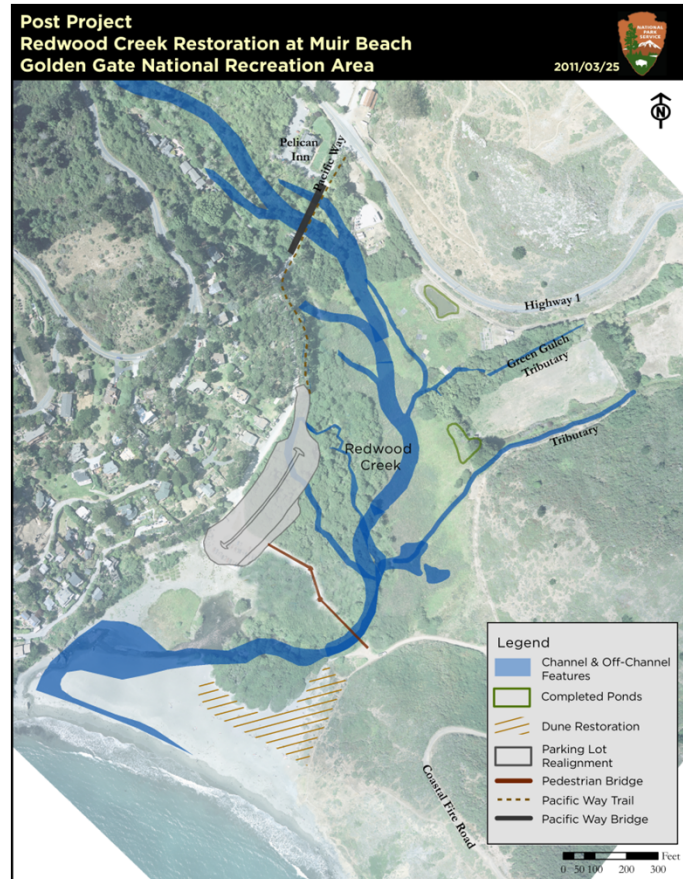 Post Project
Redwood Creek Restoration at Muir Beach
Golden Gate National Recreation Area
2011/03/25
NATIONAL
PARK
SERVICE
N
Pelican
Inn
Pacific Way
Highway 1
Green Gulch
Tributary
Tributary
Redwood
Creek
Coastal Fire Road
Legend
Channel & Off-Channel
Features
Completed Ponds
Dune Restoration
Parking Lot
Realignment
Pedestrian Bridge
Pacific Way Trail
Pacific Way Bridge
Feet
0 50 100 200 300